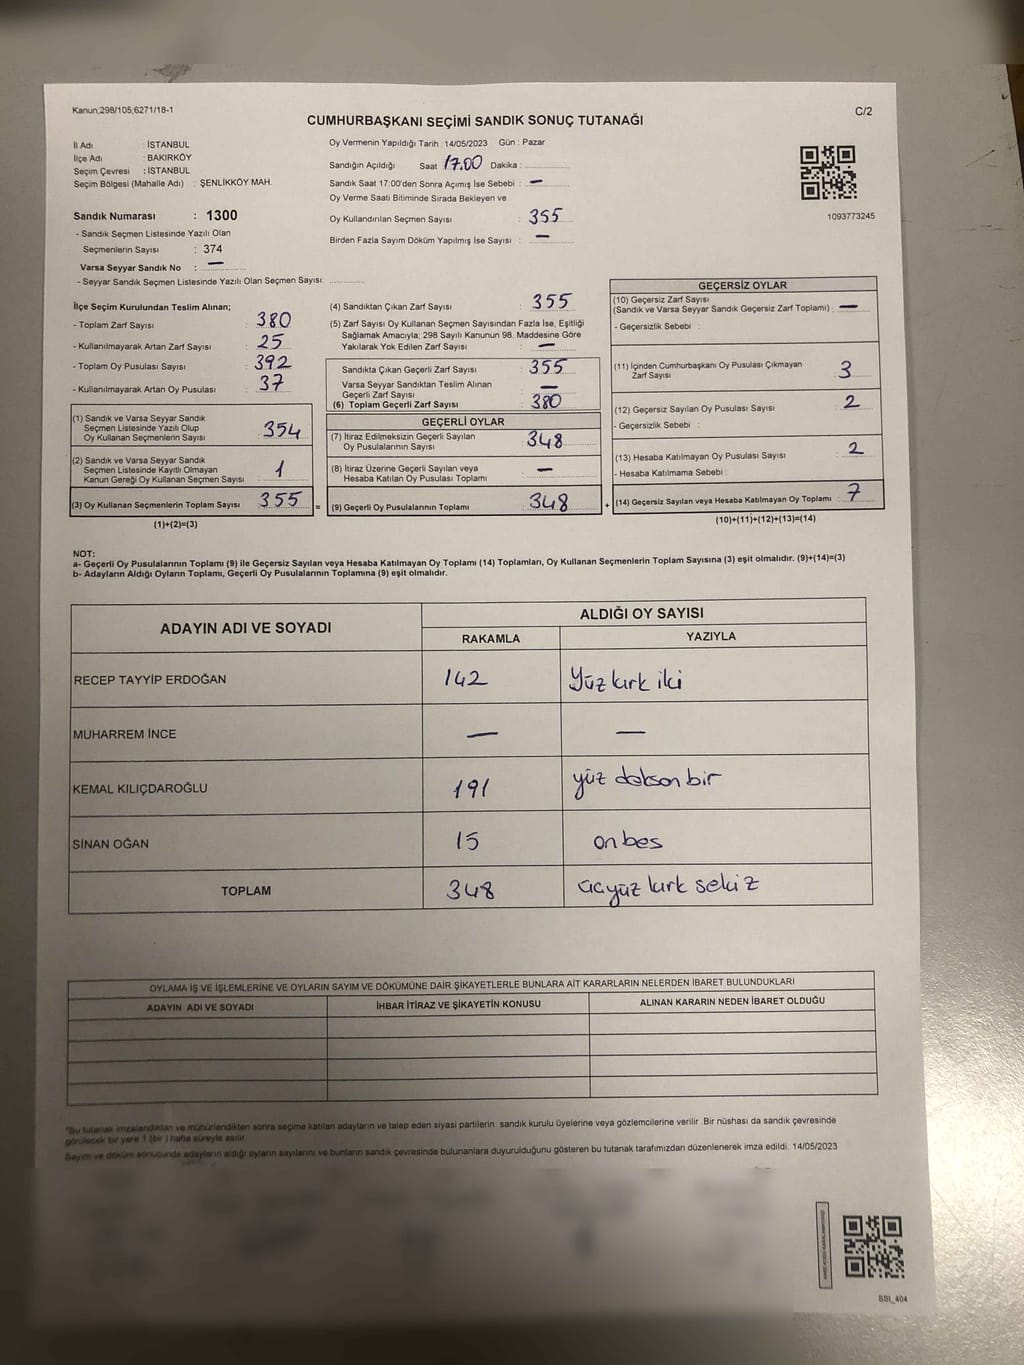 Kanun;298/105;6271/18-1
C/2
CUMHURBAŞKANI SEÇİMİ SANDIK SONUÇ TUTANAĞI
İl Adı : İSTANBUL
İlçe Adı : BAKIRKÖY
Seçim Çevresi : İSTANBUL
Seçim Bölgesi (Mahalle Adı) : ŞENLİKKÖY MAH.
Oy Vermenin Yapıldığı Tarih : 14/05/2023 Gün : Pazar
Sandığın Açıldığı Saat 17.00 Dakika :
Sandık Saat 17:00'den Sonra Açımış İse Sebebi : —
Oy Verme Saati Bitiminde Sırada Bekleyen ve
Oy Kullandırılan Seçmen Sayısı : 355
Birden Fazla Sayım Döküm Yapılmış İse Sayısı : —
1093773245
Sandık Numarası : 1300
- Sandık Seçmen Listesinde Yazılı Olan
Seçmenlerin Sayısı : 374
Varsa Seyyar Sandık No : —
- Seyyar Sandık Seçmen Listesinde Yazılı Olan Seçmen Sayısı:
İlçe Seçim Kurulundan Teslim Alınan;
- Toplam Zarf Sayısı : 380
- Kullanılmayarak Artan Zarf Sayısı : 25
- Toplam Oy Pusulası Sayısı : 392
- Kullanılmayarak Artan Oy Pusulası : 37
(1) Sandık ve Varsa Seyyar Sandık
Seçmen Listesinde Yazılı Olup
Oy Kullanan Seçmenlerin Sayısı : 354
(2) Sandık ve Varsa Seyyar Sandık
Seçmen Listesinde Kayıtlı Olmayan
Kanun Gereği Oy Kullanan Seçmen Sayısı : 1
(3) Oy Kullanan Seçmenlerin Toplam Sayısı : 355
(1)+(2)=(3)
(4) Sandıktan Çıkan Zarf Sayısı : 355
(5) Zarf Sayısı Oy Kullanan Seçmen Sayısından Fazla İse, Eşitliği
Sağlamak Amacıyla; 298 Sayılı Kanunun 98. Maddesine Göre
Yakılarak Yok Edilen Zarf Sayısı : —
Sandıkta Çıkan Geçerli Zarf Sayısı : 355
Varsa Seyyar Sandıktan Teslim Alınan
Geçerli Zarf Sayısı : —
(6) Toplam Geçerli Zarf Sayısı : 380
GEÇERLİ OYLAR
(7) İtiraz Edilmeksizin Geçerli Sayılan
Oy Pusulalarının Sayısı : 348
(8) İtiraz Üzerine Geçerli Sayılan veya
Hesaba Katılan Oy Pusulası Toplamı : —
= (9) Geçerli Oy Pusulalarının Toplamı : 348
GEÇERSİZ OYLAR
(10) Geçersiz Zarf Sayısı
(Sandık ve Varsa Seyyar Sandık Geçersiz Zarf Toplamı) : —
- Geçersizlik Sebebi :
(11) İçinden Cumhurbaşkanı Oy Pusulası Çıkmayan
Zarf Sayısı : 3
(12) Geçersiz Sayılan Oy Pusulası Sayısı : 2
- Geçersizlik Sebebi :
(13) Hesaba Katılmayan Oy Pusulası Sayısı : 2
- Hesaba Katılmama Sebebi :
+ (14) Geçersiz Sayılan veya Hesaba Katılmayan Oy Toplamı : 7
(10)+(11)+(12)+(13)=(14)
NOT:
a- Geçerli Oy Pusulalarının Toplamı (9) ile Geçersiz Sayılan veya Hesaba Katılmayan Oy Toplamı (14) Toplamları, Oy Kullanan Seçmenlerin Toplam Sayısına (3) eşit olmalıdır. (9)+(14)=(3)
b- Adayların Aldığı Oyların Toplamı, Geçerli Oy Pusulalarının Toplamına (9) eşit olmalıdır.
ADAYIN ADI VE SOYADI
ALDIĞI OY SAYISI
RAKAMLA YAZIYLA
RECEP TAYYİP ERDOĞAN 142 Yüz kırk iki
MUHARREM İNCE — —
KEMAL KILIÇDAROĞLU 191 yüz doksan bir
SİNAN OĞAN 15 on bes
TOPLAM 348 üçyüz kırk sekiz
OYLAMA İŞ VE İŞLEMLERİNE VE OYLARIN SAYIM VE DÖKÜMÜNE DAİR ŞİKAYETLERLE BUNLARA AİT KARARLARIN NELERDEN İBARET BULUNDUKLARI
ADAYIN ADI VE SOYADI İHBAR İTİRAZ VE ŞİKAYETİN KONUSU ALINAN KARARIN NEDEN İBARET OLDUĞU
*Bu tutanak imzalandıktan ve mühürlendikten sonra seçime katılan adayların ve talep eden siyasi partilerin sandık kurulu üyelerine veya gözlemcilerine verilir .Bir nüshası da sandık çevresinde
görülecek bir yere 1 (bir ) hafta süreyle asılır.
Sayım ve döküm sonucunda adayların aldığı oyların sayılarını ve bunların sandık çevresinde bulunanlara duyurulduğunu gösteren bu tutanak tarafımızdan düzenlenerek imza edildi. 14/05/2023
SSI_404